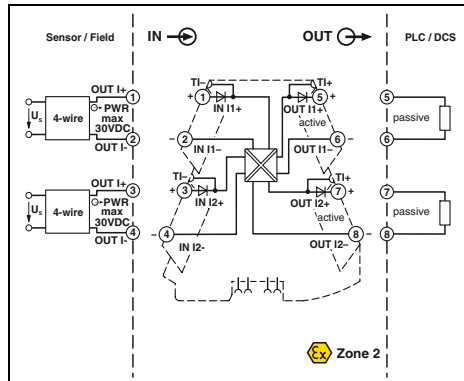 Sensor / Field
IN
OUT
PLC / DCS
OUT I+
1
TI–
TI+
4-wire
PWR
max
30VDC
Us
OUT I-
2
+ 1
IN I1+
OUT I1+
5 +
active
– 2
IN I1–
OUT I1–
6 –
5
passive
6
OUT I+
3
TI–
TI+
4-wire
PWR
max
30VDC
Us
OUT I-
4
+ 3
IN I2+
OUT I2+
7 +
active
– 4
IN I2-
OUT I2–
8 –
7
passive
8
Ex Zone 2